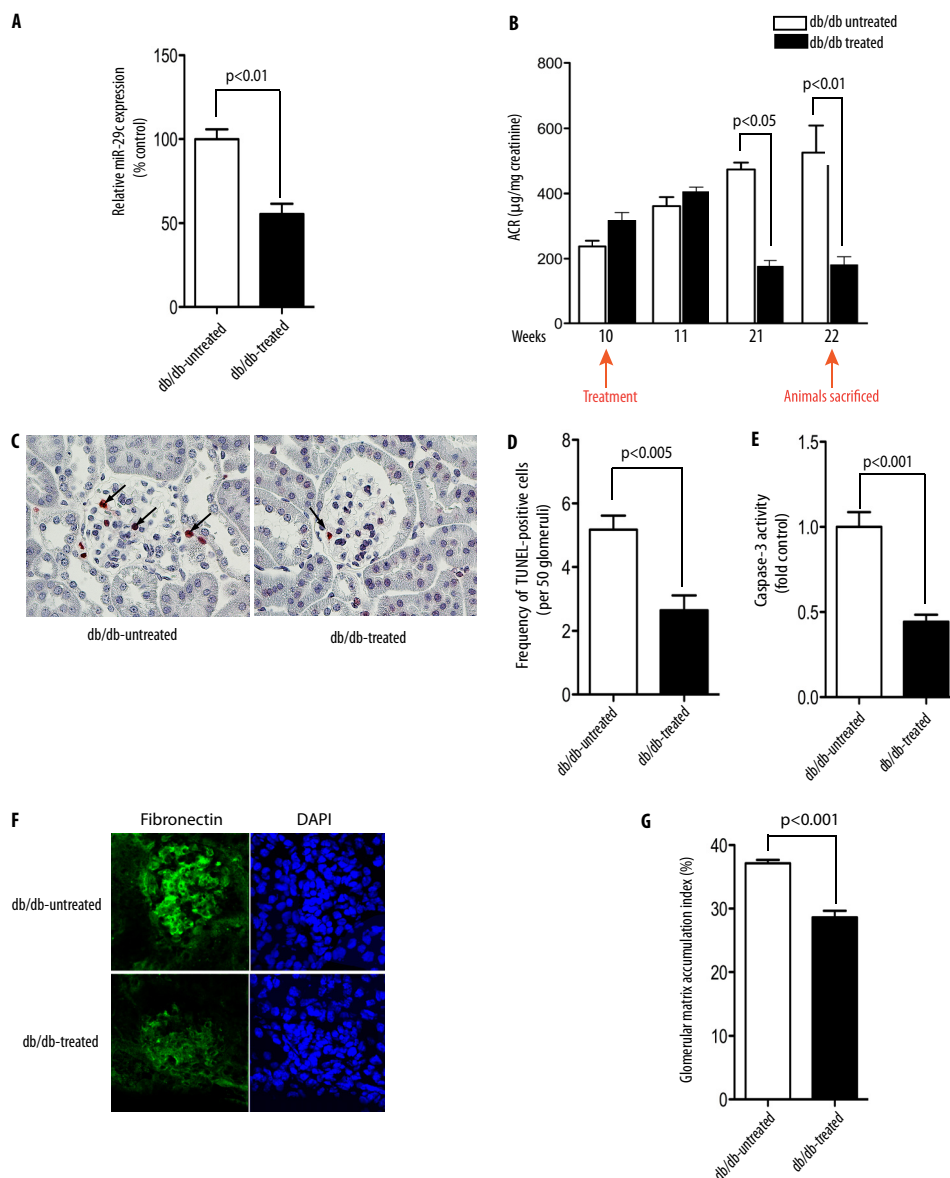 A
Relative miR-29c expression
(% control)
150
100
50
0
p<0.01
db/db-untreated
db/db-treated
B
db/db untreated
db/db treated
ACR (µg/mg creatinine)
800
600
400
200
0
p<0.05
p<0.01
Weeks
10
11
21
22
Treatment
Animals sacrificed
C
db/db-untreated
db/db-treated
D
Frequency of TUNEL-positive cells
(per 50 glomeruli)
8
6
4
2
0
p<0.005
db/db-untreated
db/db-treated
E
Caspase-3 activity
(fold control)
1.5
1.0
0.5
0.0
p<0.001
db/db-untreated
db/db-treated
F
Fibronectin
DAPI
db/db-untreated
db/db-treated
G
Glomerular matrix accumulation index (%)
40
30
20
10
0
p<0.001
db/db-untreated
db/db-treated